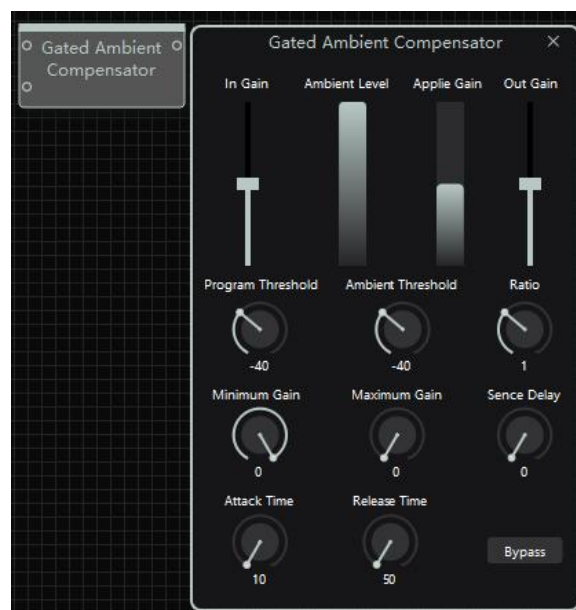 Gated Ambient
Compensator
Gated Ambient Compensator ×
In Gain Ambient Level Applie Gain Out Gain
Program Threshold Ambient Threshold Ratio
-40 -40 1
Minimum Gain Maximum Gain Sence Delay
0 0 0
Attack Time Release Time
10 50
Bypass